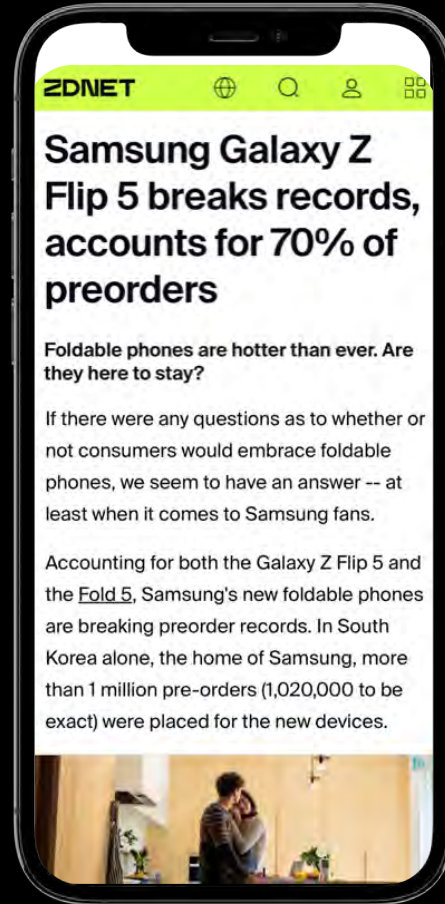 ZDNET
Samsung Galaxy Z
Flip 5 breaks records,
accounts for 70% of
preorders
Foldable phones are hotter than ever. Are
they here to stay?
If there were any questions as to whether or
not consumers would embrace foldable
phones, we seem to have an answer -- at
least when it comes to Samsung fans.
Accounting for both the Galaxy Z Flip 5 and
the Fold 5, Samsung's new foldable phones
are breaking preorder records. In South
Korea alone, the home of Samsung, more
than 1 million pre-orders (1,020,000 to be
exact) were placed for the new devices.